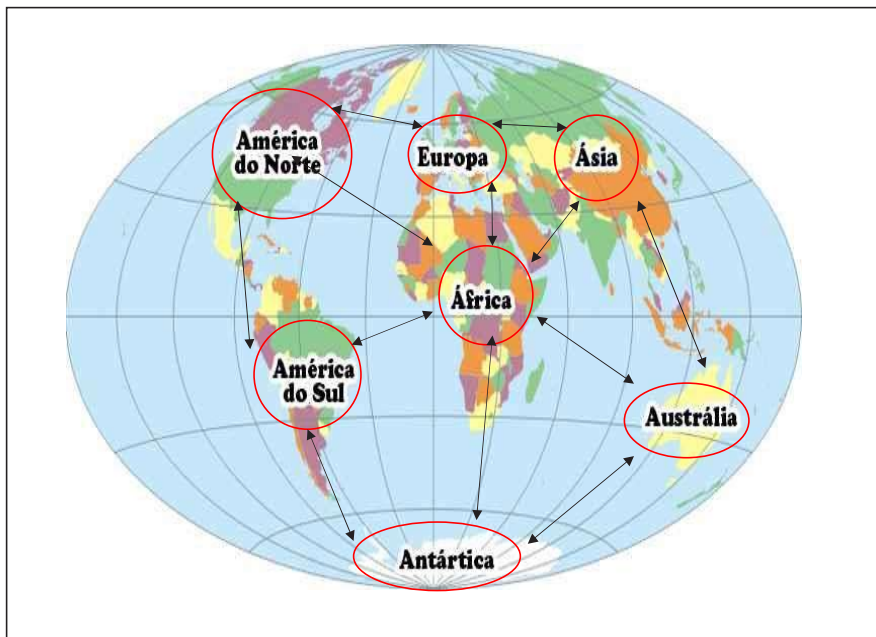 América
do Norte
Europa
Ásia
África
América
do Sul
Austrália
Antártica